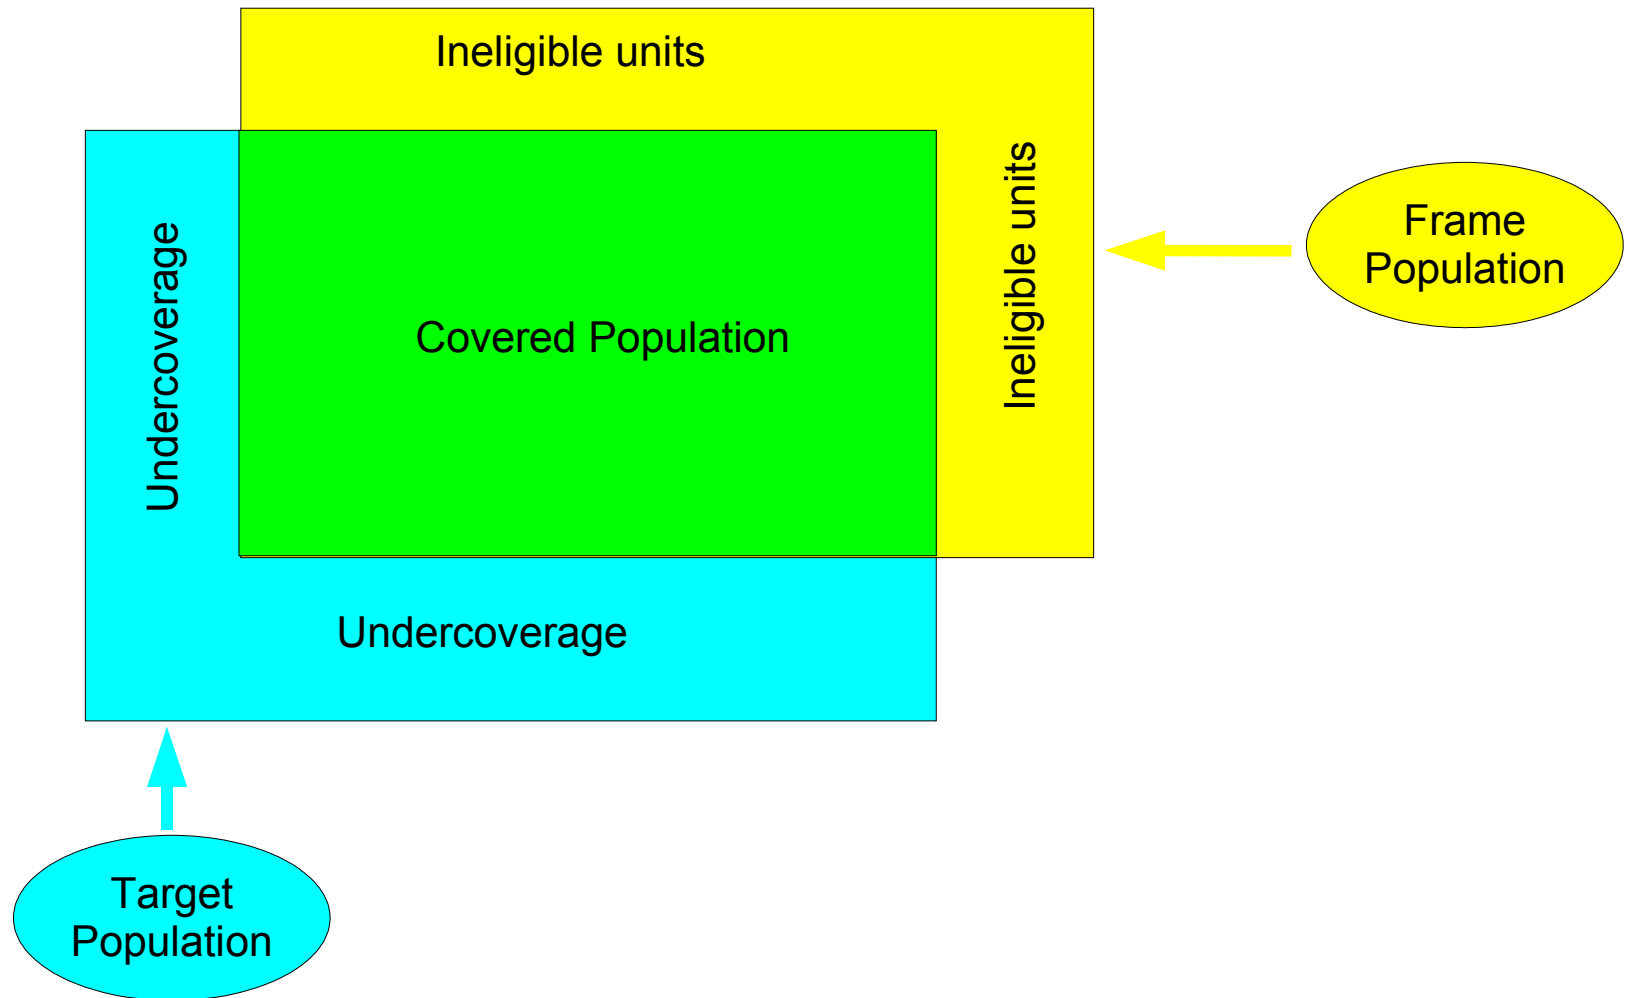 Ineligible units
Undercoverage
Covered Population
Ineligible units
Frame
Population
Undercoverage
Target
Population